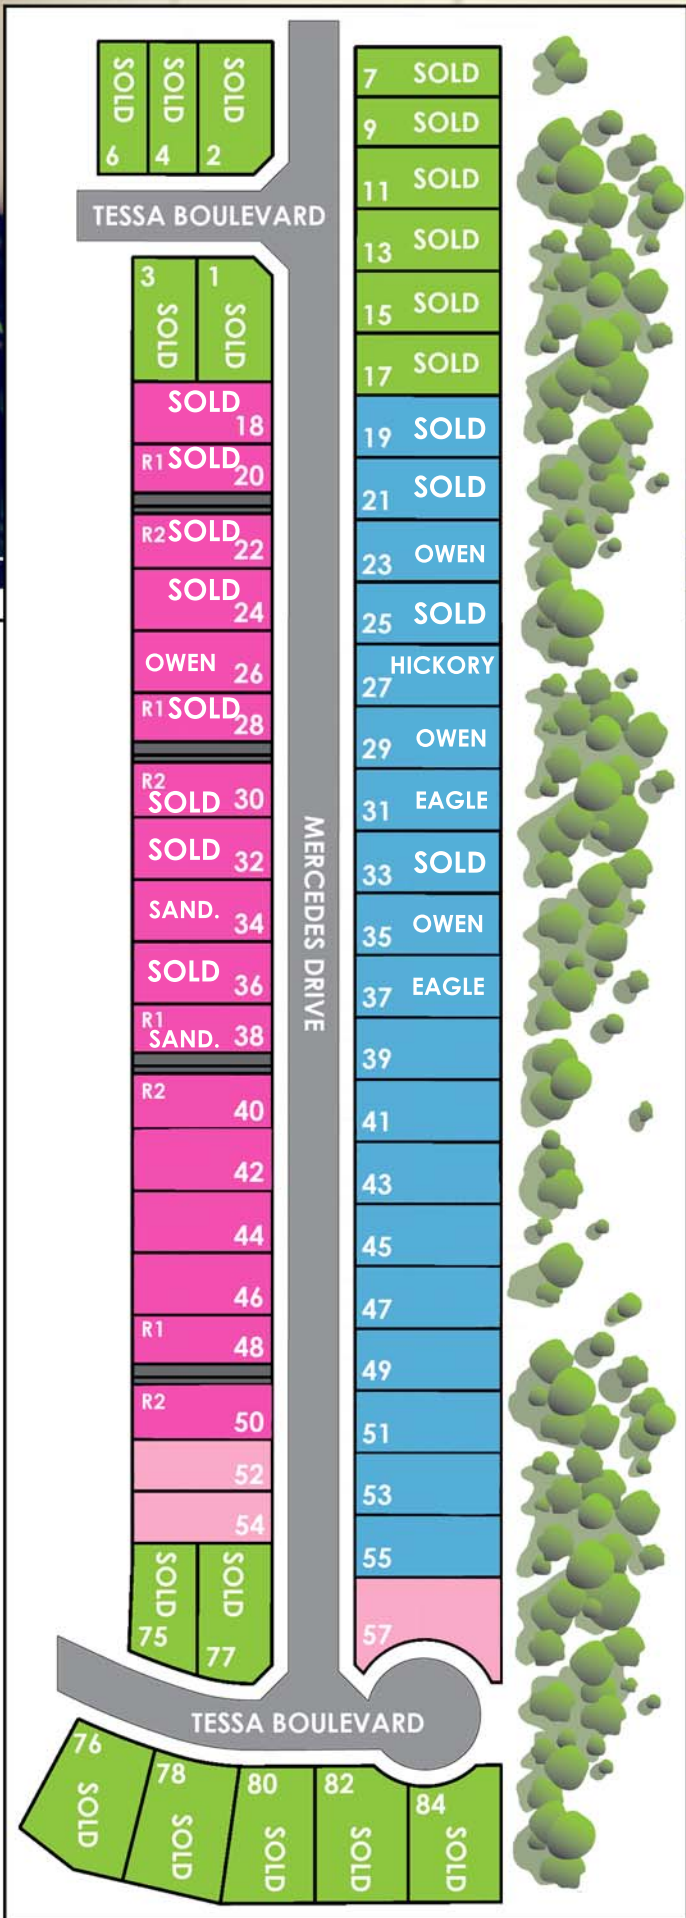 SOLD 6
SOLD 4
SOLD 2
TESSA BOULEVARD
3 SOLD
1 SOLD
SOLD 18
R1 SOLD 20
R2 SOLD 22
SOLD 24
OWEN 26
R1 SOLD 28
R2 SOLD 30
SOLD 32
SAND. 34
SOLD 36
R1 SAND. 38
R2 40
42
44
46
R1 48
R2 50
52
54
SOLD 75
SOLD 77
MERCEDES DRIVE
7 SOLD
9 SOLD
11 SOLD
13 SOLD
15 SOLD
17 SOLD
19 SOLD
21 SOLD
23 OWEN
25 SOLD
27 HICKORY
29 OWEN
31 EAGLE
33 SOLD
35 OWEN
37 EAGLE
39
41
43
45
47
49
51
53
55
57
TESSA BOULEVARD
76 SOLD
78 SOLD
80 SOLD
82 SOLD
84 SOLD